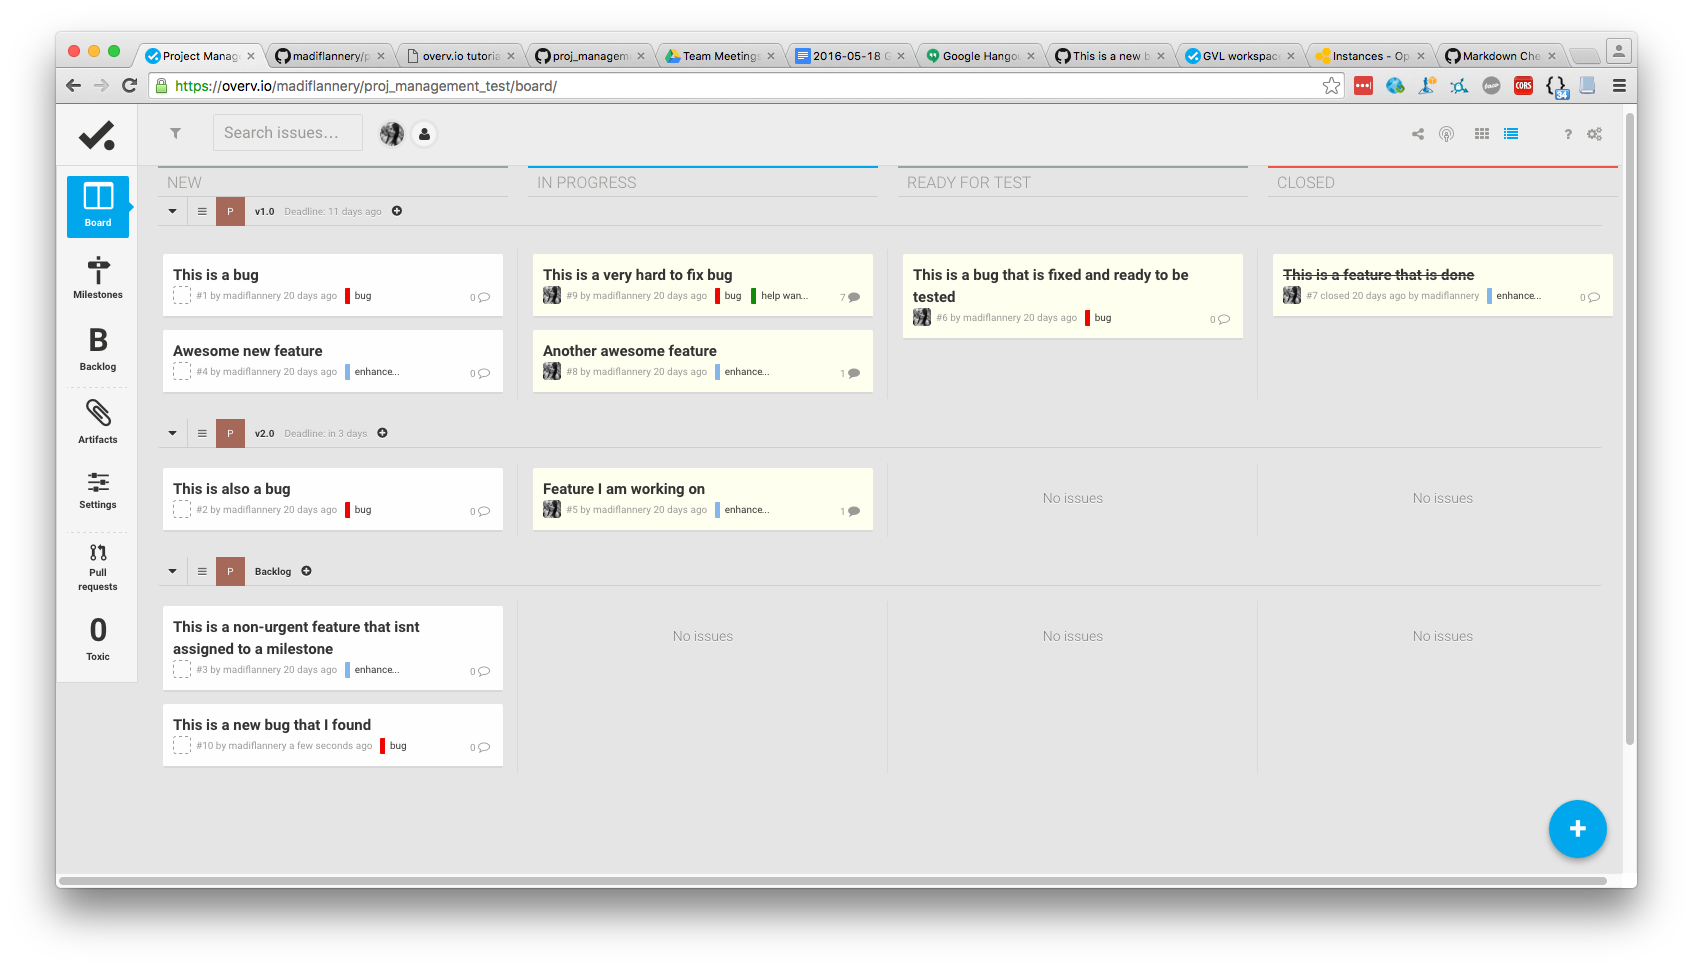 Project Manag
madiflannery/p
overv.io tutoria
proj_managem
Team Meetings
2016-05-18 G
Google Hangou
This is a new b
GVL workspac
Instances - Op
Markdown Che
https://overv.io/madiflannery/proj_management_test/board/
CORS
34
Search issues...
?
Board
Milestones
B
Backlog
Artifacts
Settings
Pull
requests
0
Toxic
NEW
IN PROGRESS
READY FOR TEST
CLOSED
P v1.0 Deadline: 11 days ago
This is a bug
#1 by madiflannery 20 days ago bug 0
Awesome new feature
#4 by madiflannery 20 days ago enhance... 0
This is a very hard to fix bug
#9 by madiflannery 20 days ago bug help wan... 7
Another awesome feature
#8 by madiflannery 20 days ago enhance... 1
This is a bug that is fixed and ready to be
tested
#6 by madiflannery 20 days ago bug 0
This is a feature that is done
#7 closed 20 days ago by madiflannery enhance... 0
P v2.0 Deadline: in 3 days
This is also a bug
#2 by madiflannery 20 days ago bug 0
Feature I am working on
#5 by madiflannery 20 days ago enhance... 1
No issues
No issues
P Backlog
This is a non-urgent feature that isnt
assigned to a milestone
#3 by madiflannery 20 days ago enhance... 0
This is a new bug that I found
#10 by madiflannery a few seconds ago bug 0
No issues
No issues
No issues